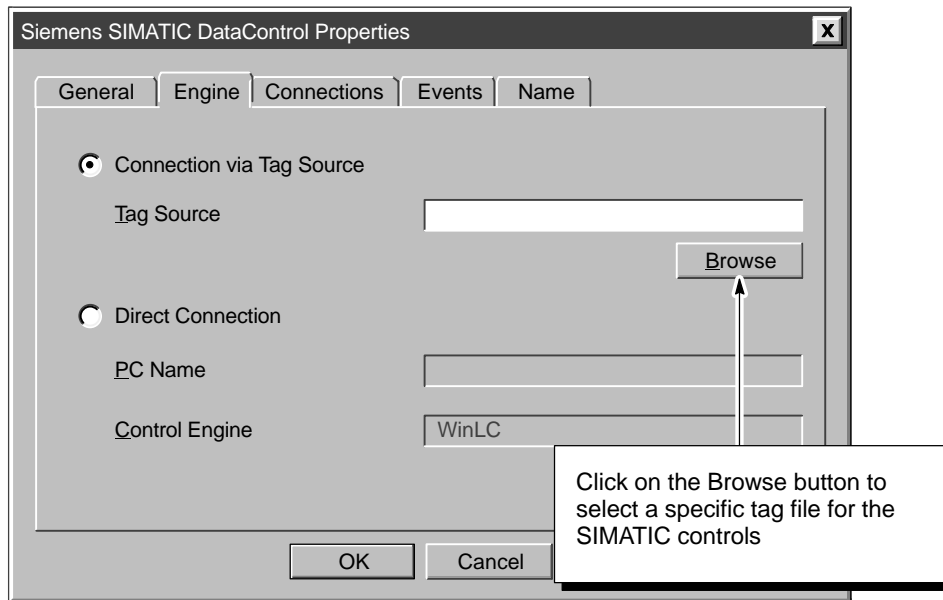 Siemens SIMATIC DataControl Properties
X
General Engine Connections Events Name
Connection via Tag Source
Tag Source
Browse
Direct Connection
PC Name
Control Engine WinLC
Click on the Browse button to
select a specific tag file for the
SIMATIC controls
OK Cancel